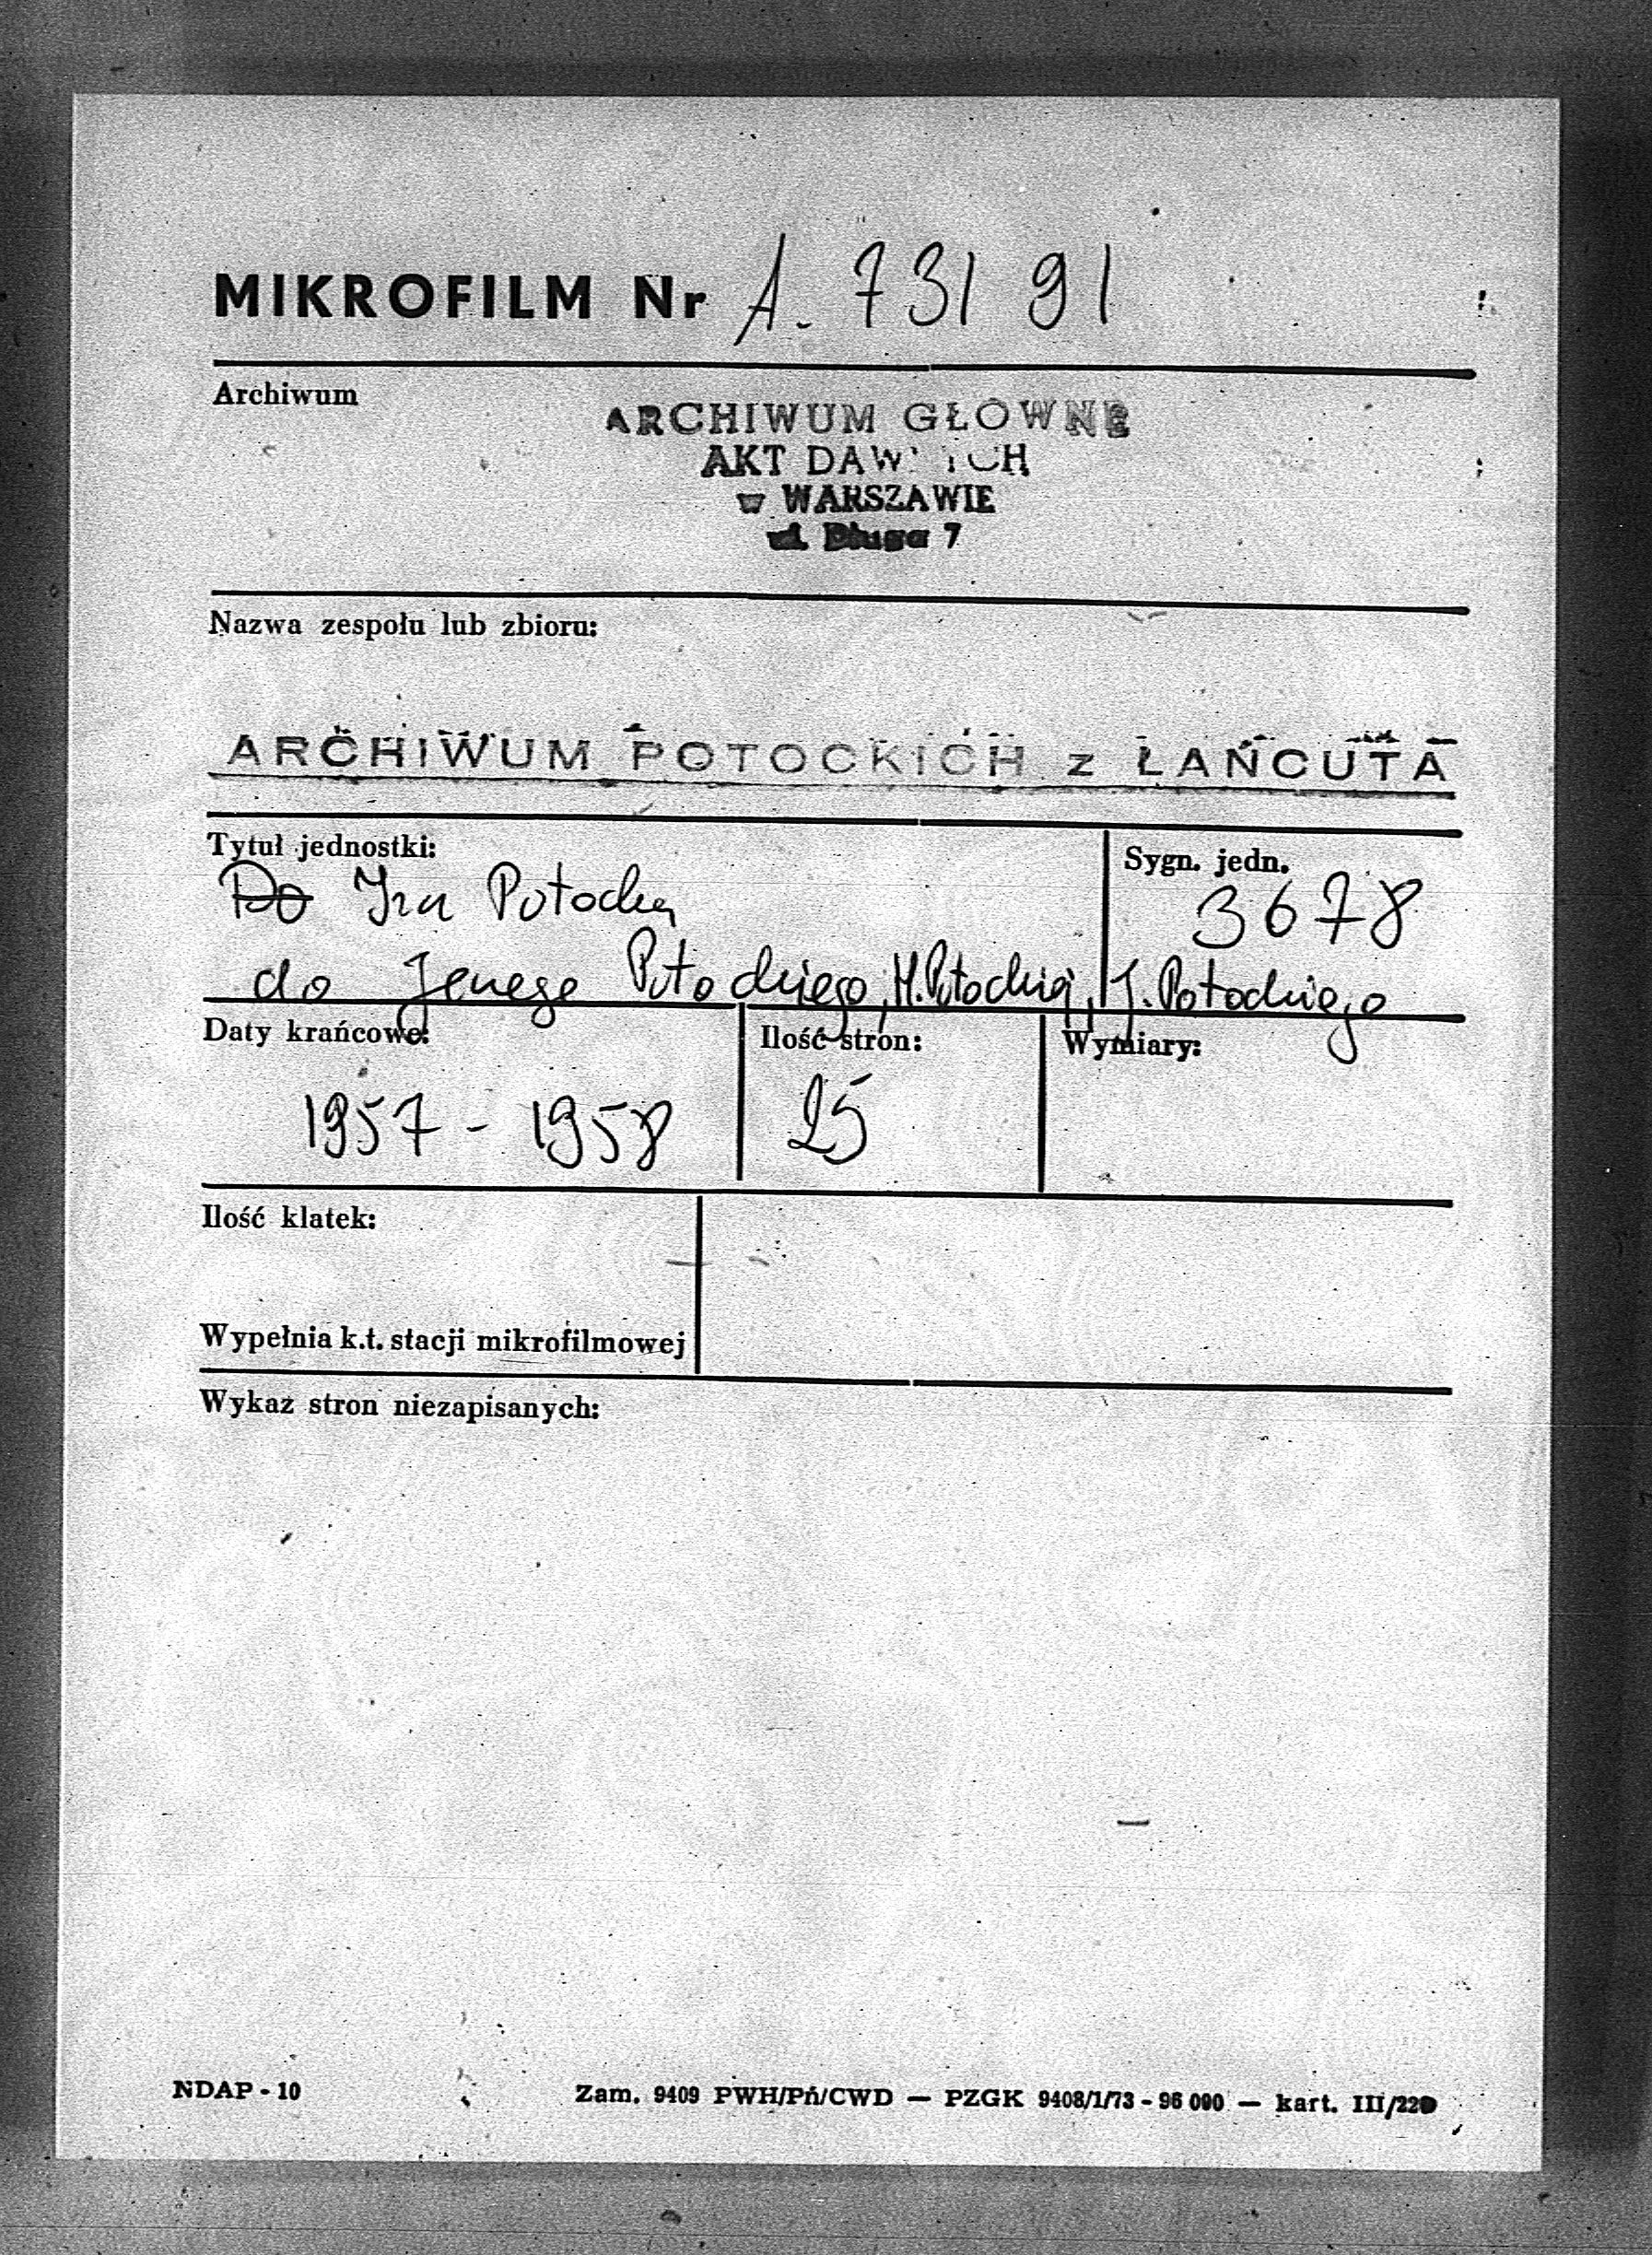 MIKROFILM Nr A. 73191
Archiwum
ARCHIWUM GŁÓWNE
AKT DAWNYCH
w WARSZAWIE
ul. Długa 7
Nazwa zespołu lub zbioru:
ARCHIWUM POTOCKICH z ŁAŃCUTA
Tytuł jednostki:
Sygn. jedn.
Do Iza Potocka
3678
do Jerzego Potockiego, H. Potockiej, J. Potockiego
Daty krańcowe:
Ilość stron:
Wymiary:
1957 - 1958
25
Ilość klatek:
Wypełnia k.t. stacji mikrofilmowej
Wykaz stron niezapisanych:
NDAP - 10
Zam. 9409 PWH/Pń/CWD — PZGK 9408/1/73 - 96 000 — kart. III/220